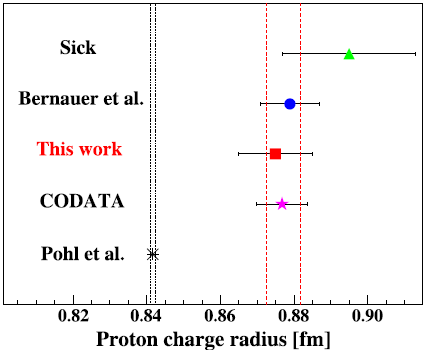 Sick
Bernauer et al.
This work
CODATA
Pohl et al.
0.82 0.84 0.86 0.88 0.90
Proton charge radius [fm]